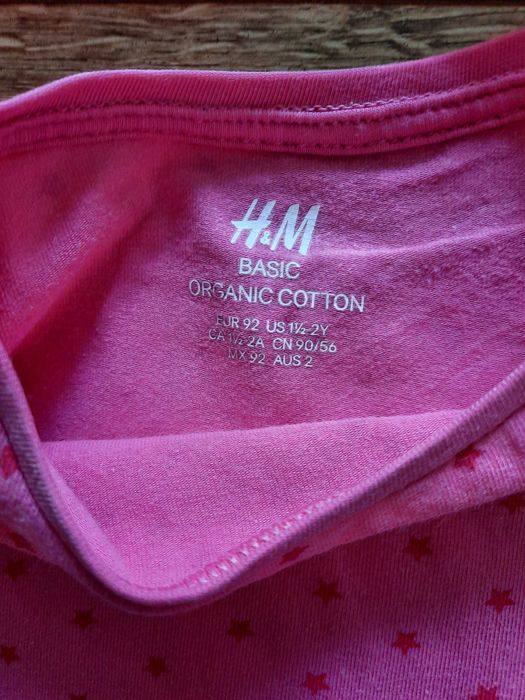 H&M
BASIC
ORGANIC COTTON
EUR 92 US 1½-2Y
CA 1½-2A CN 90/56
MX 92 AUS 2